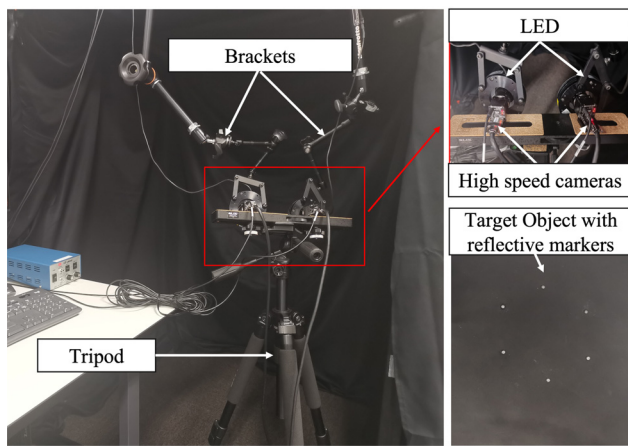 Brackets
Tripod
LED
High speed cameras
Target Object with
reflective markers